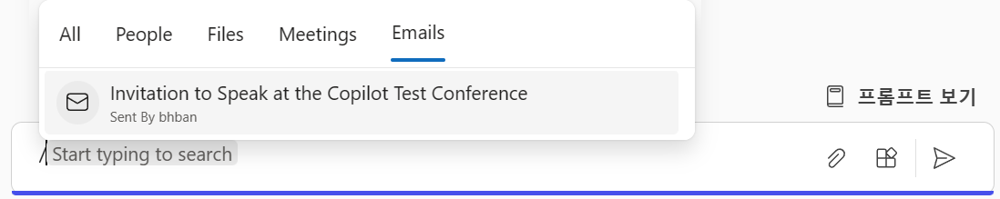 All People Files Meetings Emails
Invitation to Speak at the Copilot Test Conference
Sent By bhban
프롬프트 보기
/ Start typing to search